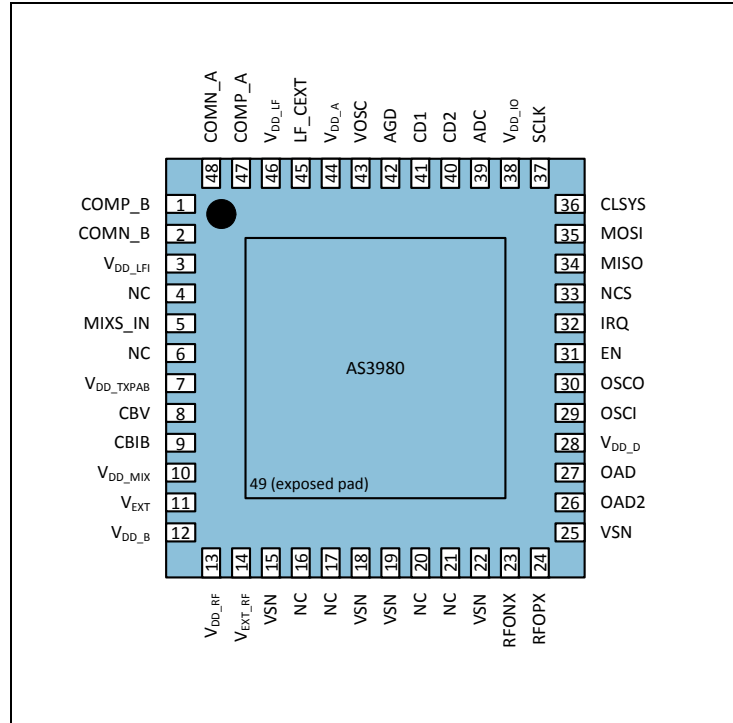 COMN_A
COMP_A
VDD_LF
LF_CEXT
VDD_A
VOSC
AGD
CD1
CD2
ADC
VDD_IO
SCLK
48 47 46 45 44 43 42 41 40 39 38 37
COMP_B 1
COMN_B 2
VDD_LFI 3
NC 4
MIXS_IN 5
NC 6
VDD_TXPAB 7
CBV 8
CBIB 9
VDD_MIX 10
VEXT 11
VDD_B 12
36 CLSYS
35 MOSI
34 MISO
33 NCS
32 IRQ
31 EN
30 OSCO
29 OSCI
28 VDD_D
27 OAD
26 OAD2
25 VSN
AS3980
49 (exposed pad)
13 14 15 16 17 18 19 20 21 22 23 24
VDD_RF
VEXT_RF
VSN
NC
NC
VSN
VSN
NC
NC
VSN
RFONX
RFOPX